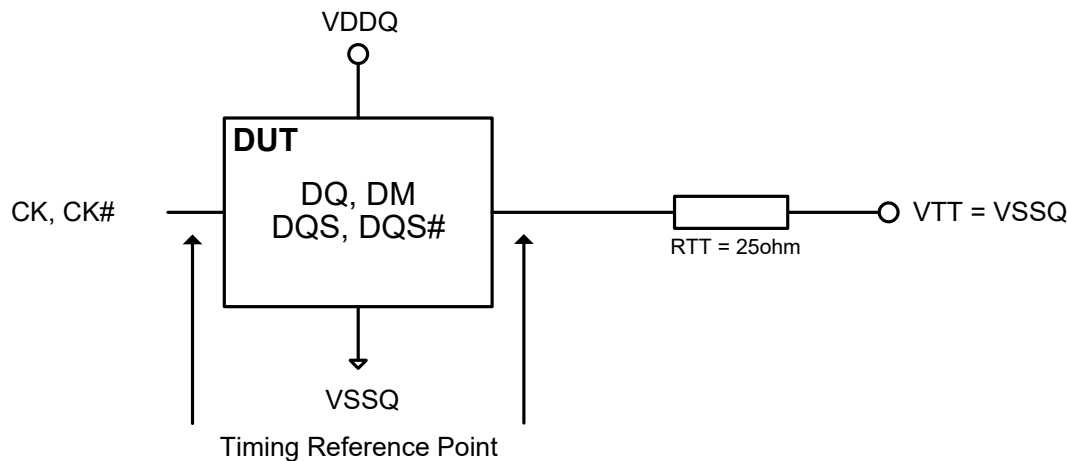 VDDQ
DUT
DQ, DM
DQS, DQS#
CK, CK#
VTT = VSSQ
RTT = 25ohm
VSSQ
Timing Reference Point